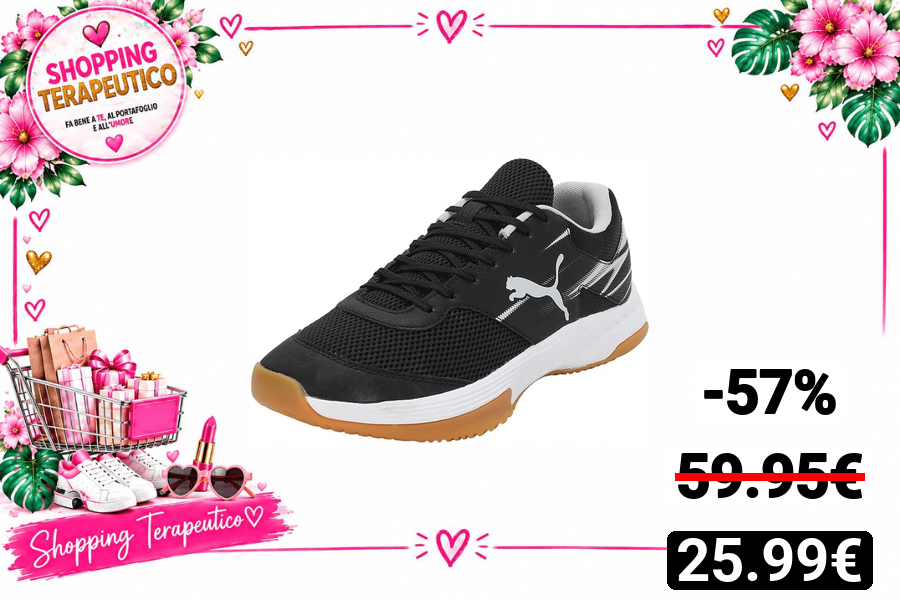 SHOPPING
TERAPEUTICO
FA BENE A TE, AL PORTAFOGLIO
E ALL'UMORE
-57%
59.95€
25.99€
Shopping Terapeutico